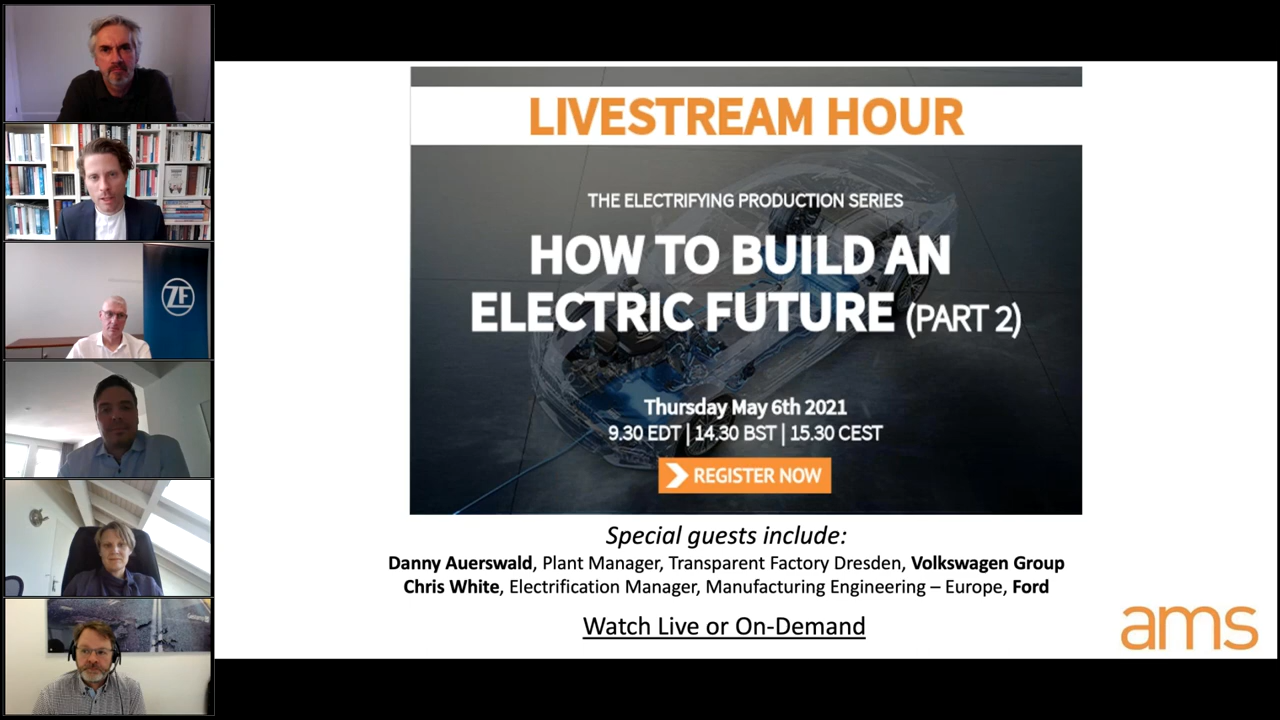 ZF
LIVESTREAM HOUR
THE ELECTRIFYING PRODUCTION SERIES
HOW TO BUILD AN
ELECTRIC FUTURE (PART 2)
Thursday May 6th 2021
9.30 EDT | 14.30 BST | 15.30 CEST
REGISTER NOW
Special guests include:
Danny Auerswald, Plant Manager, Transparent Factory Dresden, Volkswagen Group
Chris White, Electrification Manager, Manufacturing Engineering – Europe, Ford
Watch Live or On-Demand
ams